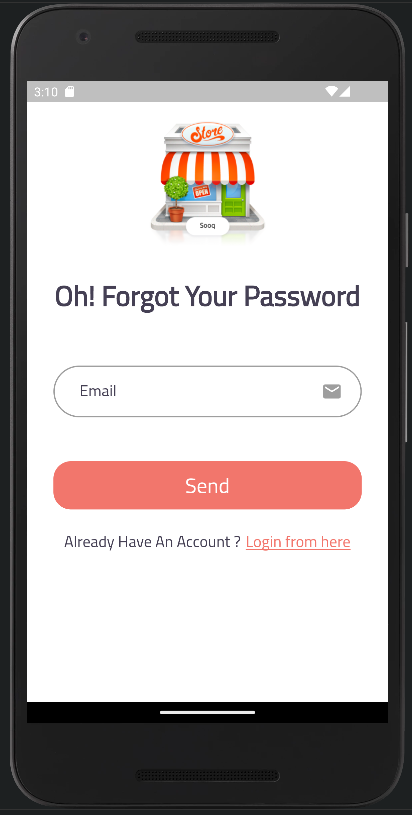 3:10
Store
OPEN
Sooq
Oh! Forgot Your Password
Email
Send
Already Have An Account ? Login from here